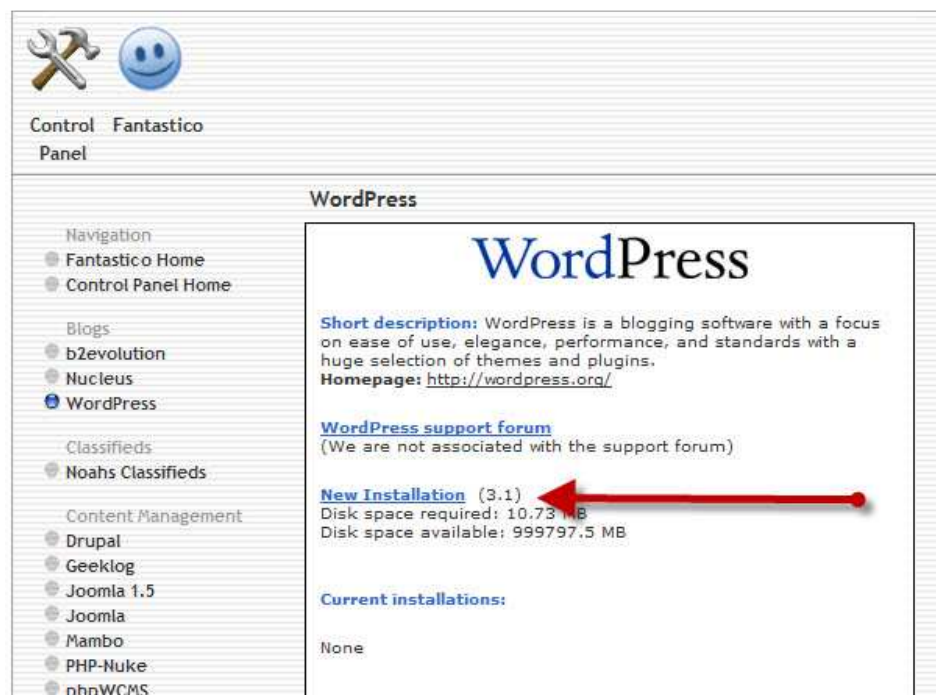 Control Fantastico
Panel
WordPress
Navigation
Fantastico Home
Control Panel Home
Blogs
b2evolution
Nucleus
WordPress
Classifieds
Noahs Classifieds
Content Management
Drupal
Geeklog
Joomla 1.5
Joomla
Mambo
PHP-Nuke
phpWCMS
WordPress
Short description: WordPress is a blogging software with a focus
on ease of use, elegance, performance, and standards with a
huge selection of themes and plugins.
Homepage: http://wordpress.org/
WordPress support forum
(We are not associated with the support forum)
New Installation (3.1)
Disk space required: 10.73 MB
Disk space available: 999797.5 MB
Current installations:
None